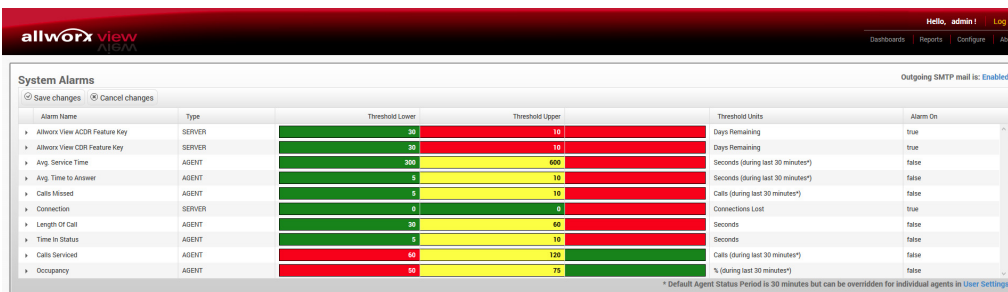 Hello, admin !
Log
allworx view
Dashboards Reports Configure Ab
System Alarms
Outgoing SMTP mail is: Enabled
Save changes Cancel changes
Alarm Name Type Threshold Lower Threshold Upper Threshold Units Alarm On
Allworx View ACDR Feature Key SERVER 30 10 Days Remaining true
Allworx View CDR Feature Key SERVER 30 10 Days Remaining true
Avg. Service Time AGENT 300 600 Seconds (during last 30 minutes*) false
Avg. Time to Answer AGENT 5 10 Seconds (during last 30 minutes*) false
Calls Missed AGENT 5 10 Calls (during last 30 minutes*) false
Connection SERVER 0 0 Connections Lost true
Length Of Call AGENT 30 60 Seconds false
Time In Status AGENT 5 10 Seconds false
Calls Serviced AGENT 60 120 Calls (during last 30 minutes*) false
Occupancy AGENT 50 75 % (during last 30 minutes*) false
* Default Agent Status Period is 30 minutes but can be overridden for individual agents in User Settings